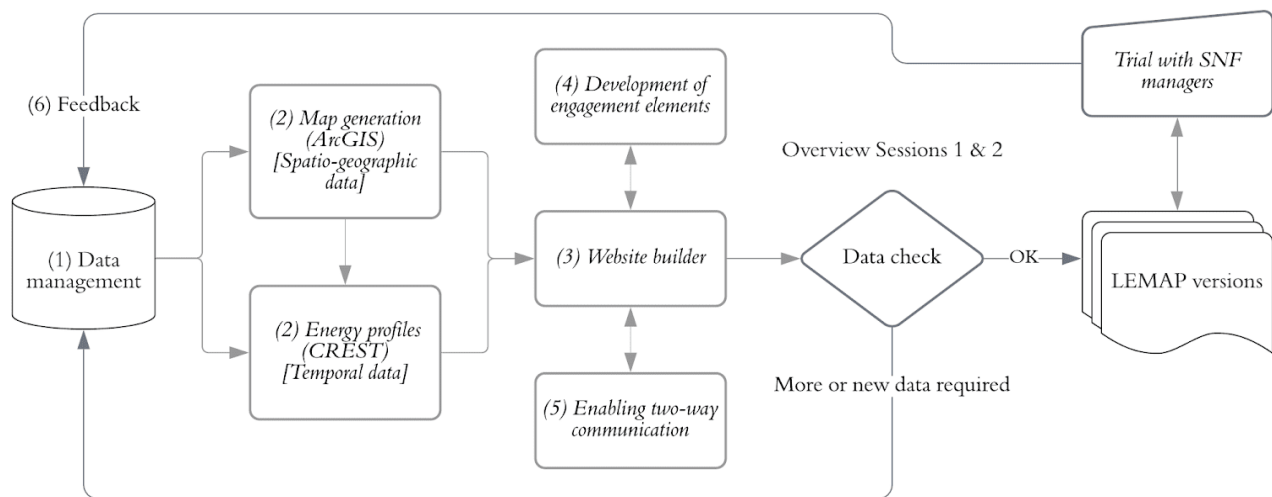 (6) Feedback
(1) Data
management
(2) Map generation
(ArcGIS)
[Spatio-geographic
data]
(2) Energy profiles
(CREST)
[Temporal data]
(4) Development of
engagement elements
(3) Website builder
(5) Enabling two-way
communication
Overview Sessions 1 & 2
Data check
OK
More or new data required
Trial with SNF
managers
LEMAP versions